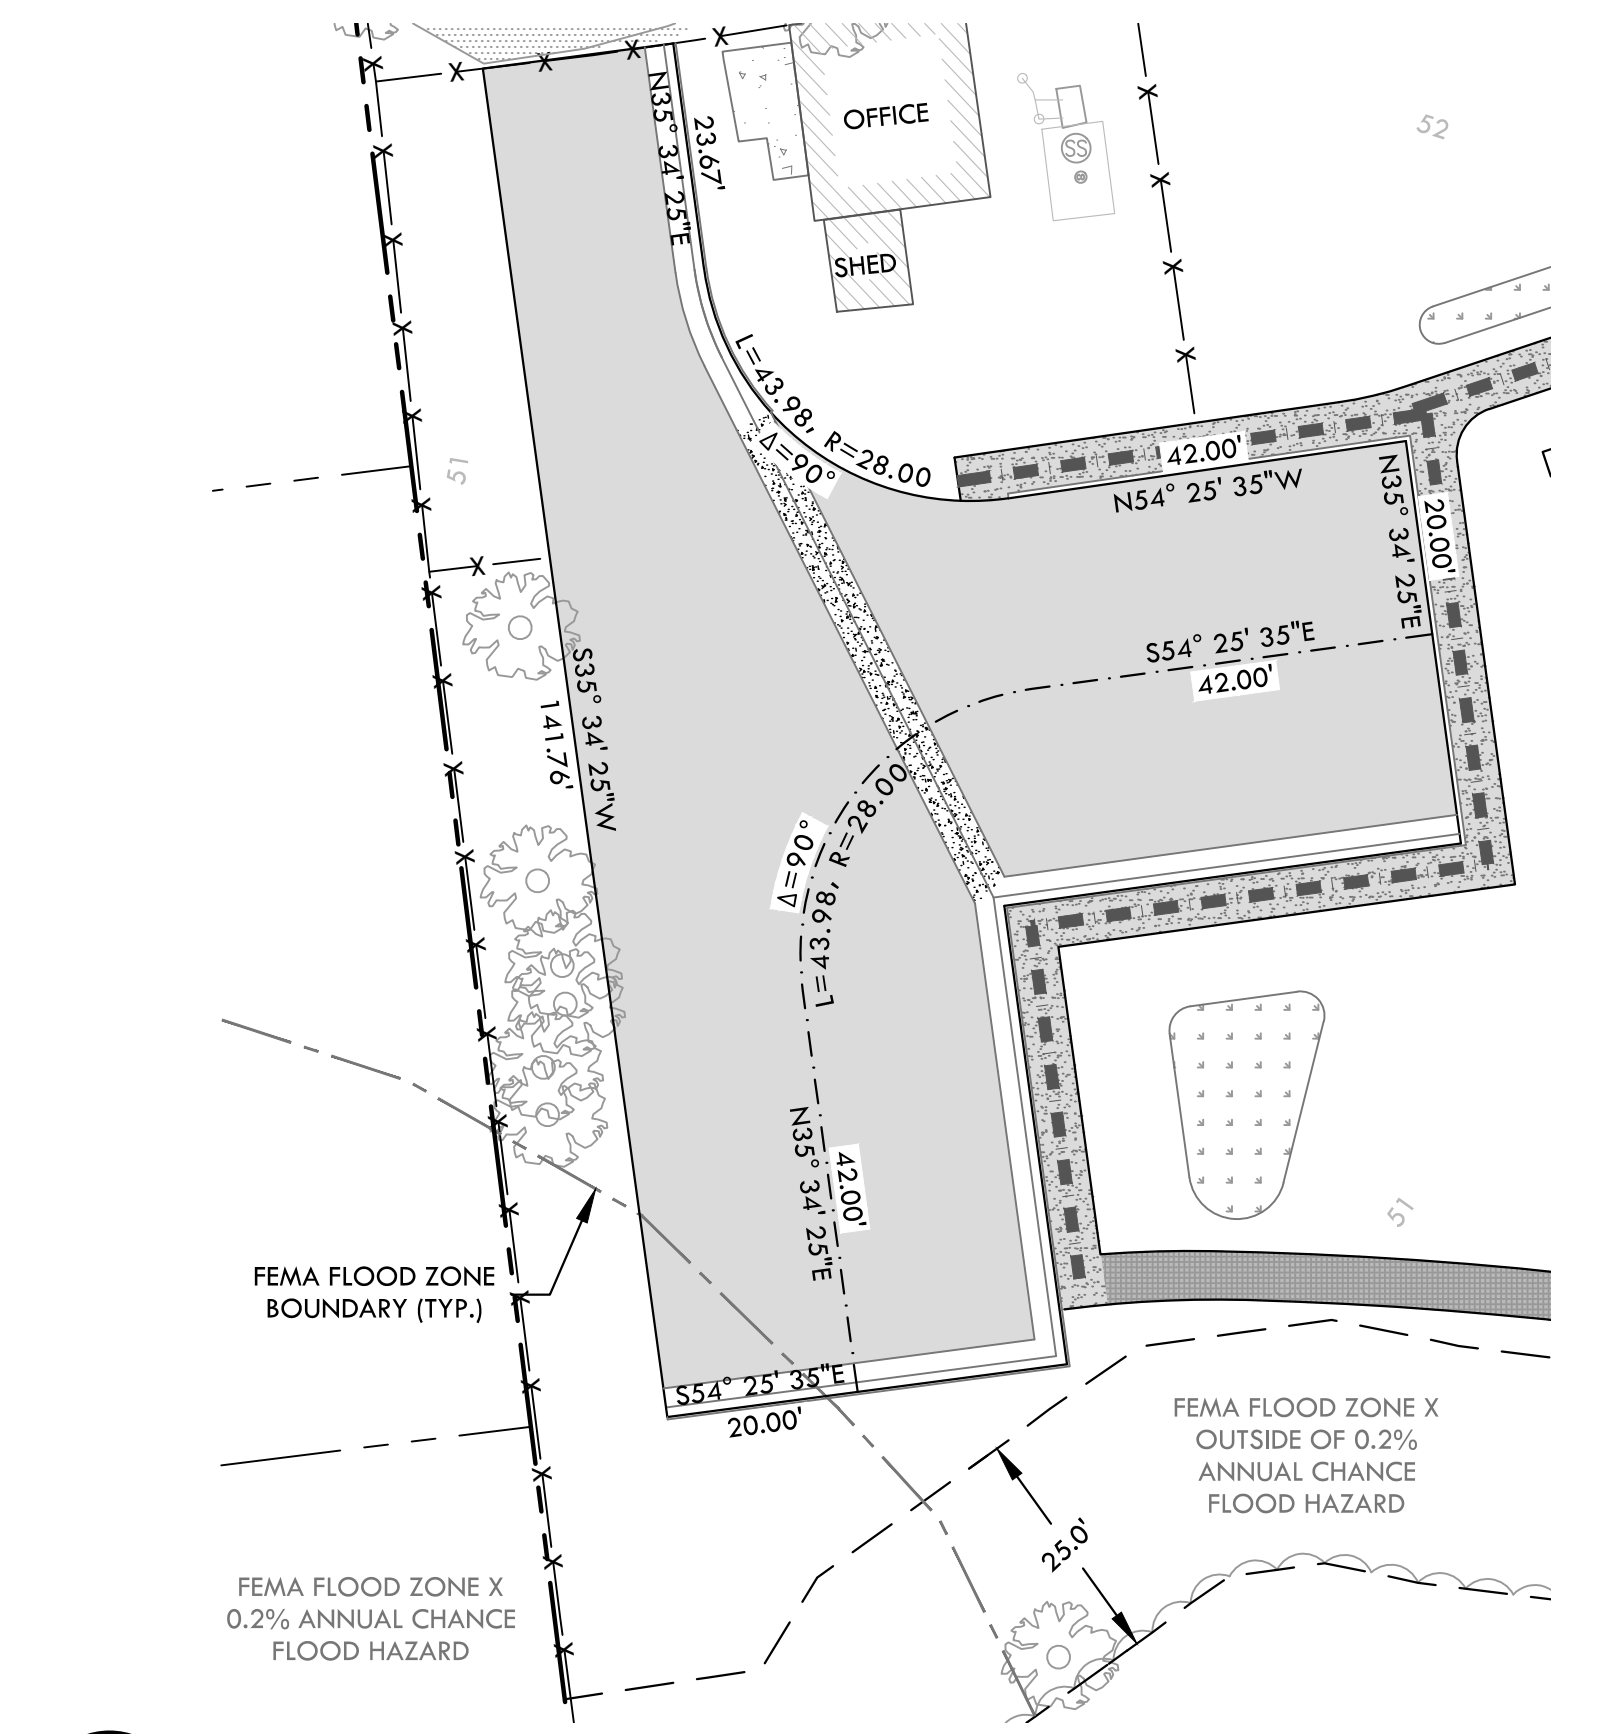 N35° 34' 25"E
23.67'
OFFICE
SS
52
SHED
L=43.98, R=28.00
Δ=90°
42.00'
N54° 25' 35"W
N35° 34' 25"E
20.00'
51
S54° 25' 35"E
42.00'
S35° 34' 25"W
141.76'
Δ=90°
L=43.98, R=28.00
N35° 34' 25"E
42.00'
51
FEMA FLOOD ZONE
BOUNDARY (TYP.)
S54° 25' 35"E
20.00'
FEMA FLOOD ZONE X
OUTSIDE OF 0.2%
ANNUAL CHANCE
FLOOD HAZARD
25.0'
FEMA FLOOD ZONE X
0.2% ANNUAL CHANCE
FLOOD HAZARD